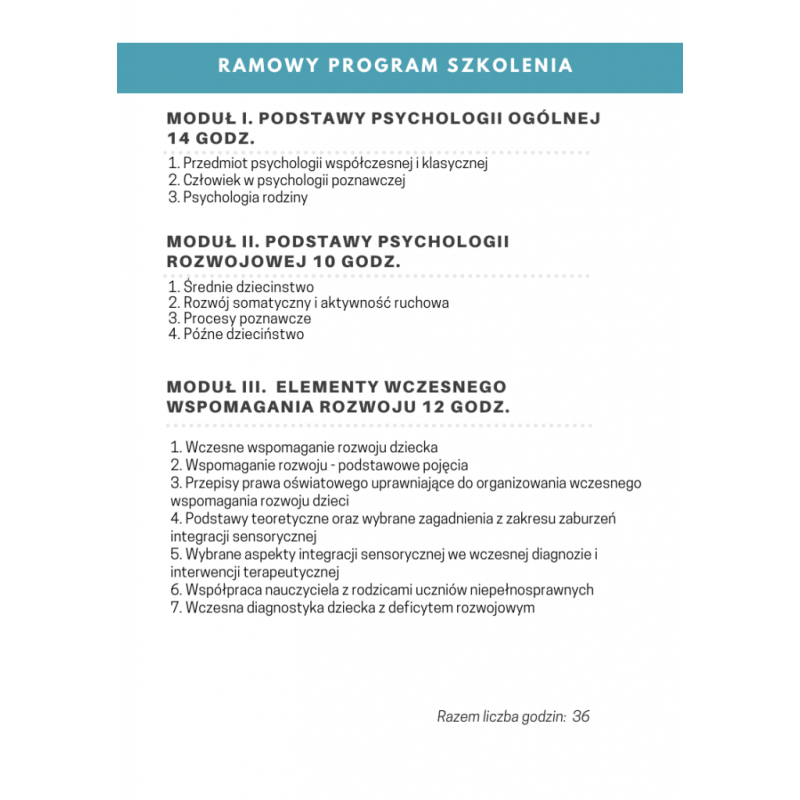 RAMOWY PROGRAM SZKOLENIA
MODUŁ I. PODSTAWY PSYCHOLOGII OGÓLNEJ
14 GODZ.
1. Przedmiot psychologii współczesnej i klasycznej
2. Człowiek w psychologii poznawczej
3. Psychologia rodziny
MODUŁ II. PODSTAWY PSYCHOLOGII
ROZWOJOWEJ 10 GODZ.
1. Średnie dziecinstwo
2. Rozwój somatyczny i aktywność ruchowa
3. Procesy poznawcze
4. Późne dzieciństwo
MODUŁ III. ELEMENTY WCZESNEGO
WSPOMAGANIA ROZWOJU 12 GODZ.
1. Wczesne wspomaganie rozwoju dziecka
2. Wspomaganie rozwoju - podstawowe pojęcia
3. Przepisy prawa oświatowego uprawniające do organizowania wczesnego
wspomagania rozwoju dzieci
4. Podstawy teoretyczne oraz wybrane zagadnienia z zakresu zaburzeń
integracji sensorycznej
5. Wybrane aspekty integracji sensorycznej we wczesnej diagnozie i
interwencji terapeutycznej
6. Współpraca nauczyciela z rodzicami uczniów niepełnosprawnych
7. Wczesna diagnostyka dziecka z deficytem rozwojowym
Razem liczba godzin: 36